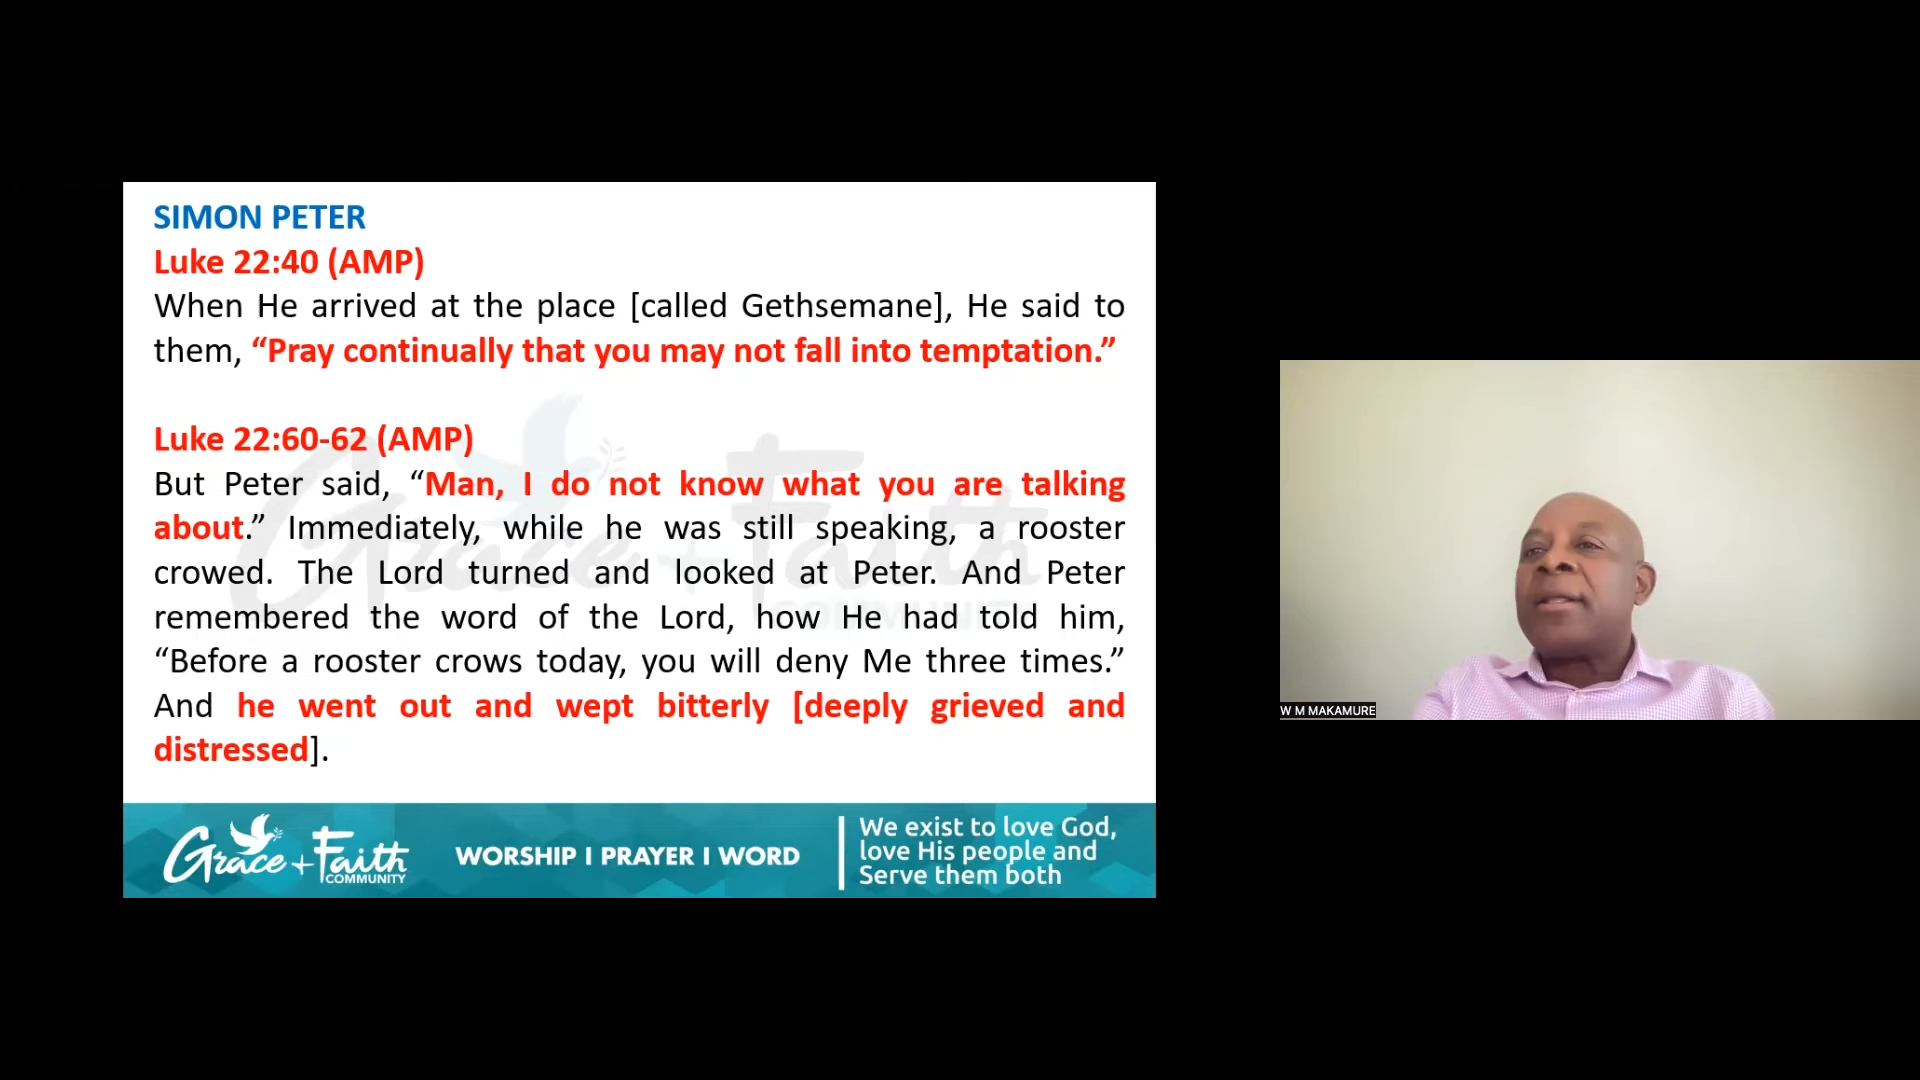 SIMON PETER
Luke 22:40 (AMP)
When He arrived at the place [called Gethsemane], He said to
them, “Pray continually that you may not fall into temptation.”
Luke 22:60-62 (AMP)
But Peter said, “Man, I do not know what you are talking
about.” Immediately, while he was still speaking, a rooster
crowed. The Lord turned and looked at Peter. And Peter
remembered the word of the Lord, how He had told him,
“Before a rooster crows today, you will deny Me three times.”
And he went out and wept bitterly [deeply grieved and
distressed].
Grace + Faith
COMMUNITY
Grace + Faith
COMMUNITY
WORSHIP I PRAYER I WORD
We exist to love God,
love His people and
Serve them both
W M MAKAMURE